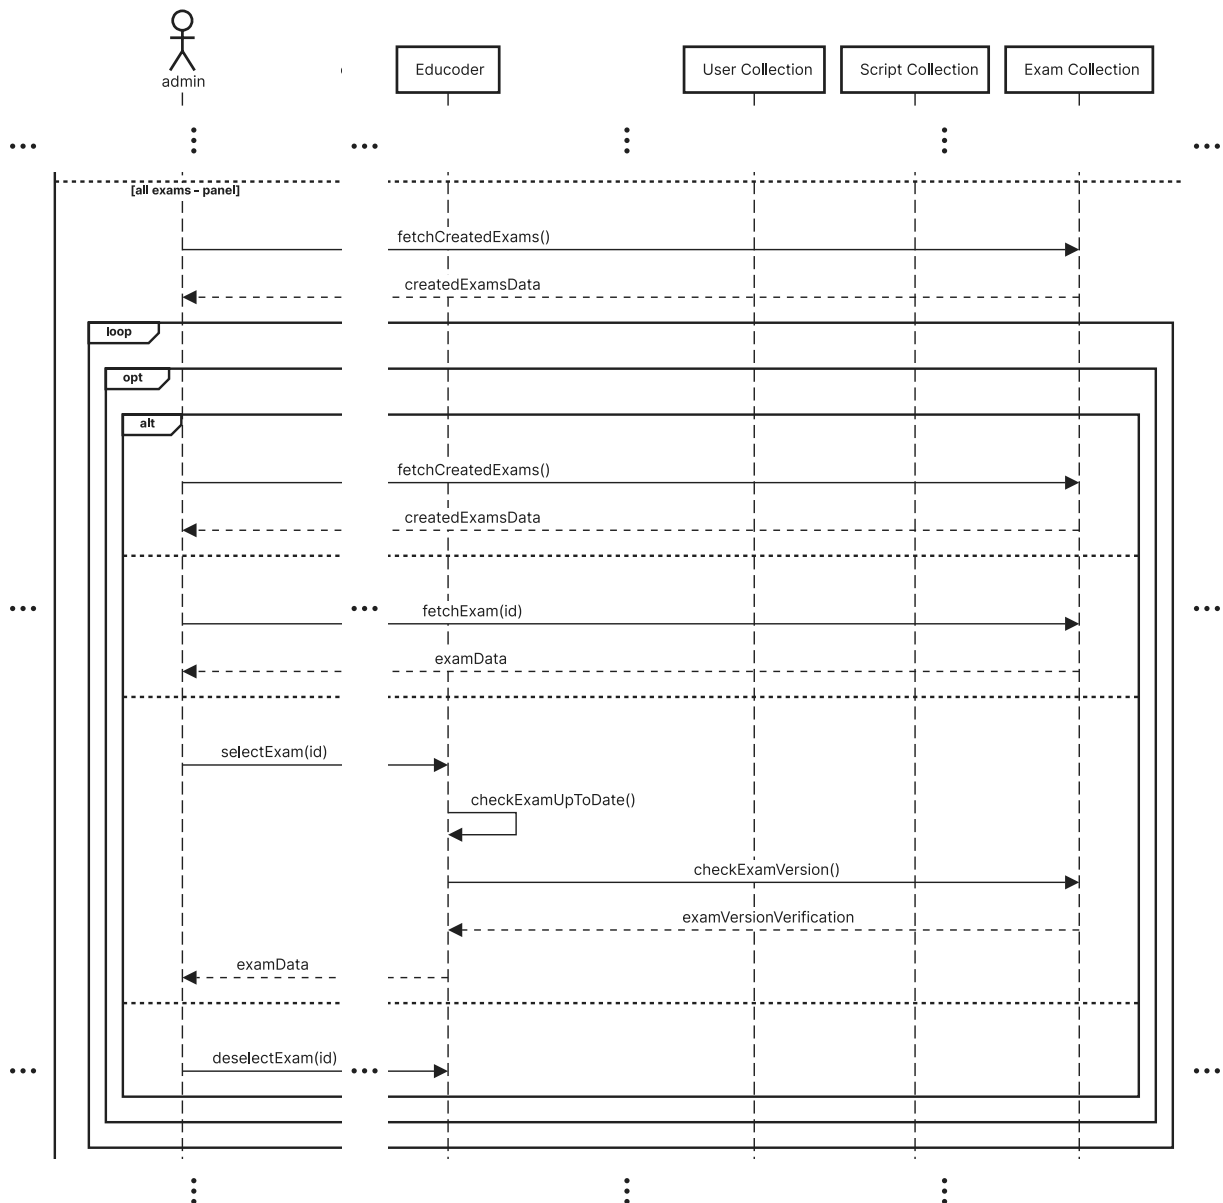 admin
Educoder
User Collection
Script Collection
Exam Collection
[all exams - panel]
fetchCreatedExams()
createdExamsData
loop
opt
alt
fetchCreatedExams()
createdExamsData
fetchExam(id)
examData
selectExam(id)
checkExamUpToDate()
checkExamVersion()
examVersionVerification
examData
deselectExam(id)